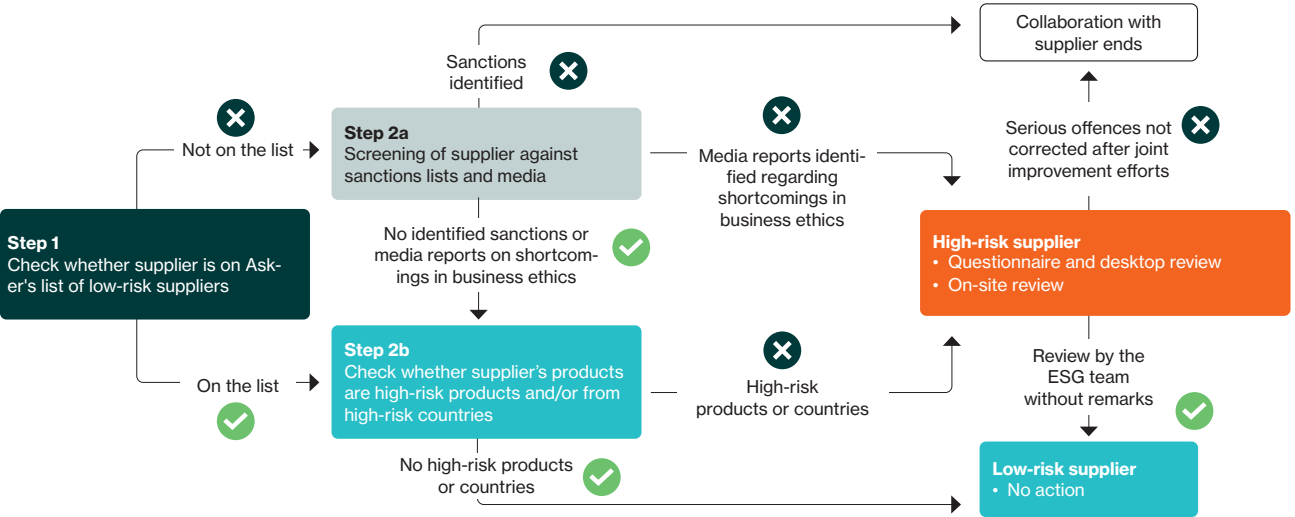 Collaboration with
supplier ends
Sanctions
identified
Not on the list
Step 2a
Screening of supplier against
sanctions lists and media
Media reports identi-
fied regarding
shortcomings in
business ethics
Serious offences not
corrected after joint
improvement efforts
Step 1
Check whether supplier is on Ask-
er's list of low-risk suppliers
No identified sanctions or
media reports on shortcom-
ings in business ethics
High-risk supplier
• Questionnaire and desktop review
• On-site review
On the list
Step 2b
Check whether supplier’s products
are high-risk products and/or from
high-risk countries
High-risk
products or countries
Review by the
ESG team
without remarks
No high-risk products
or countries
Low-risk supplier
• No action